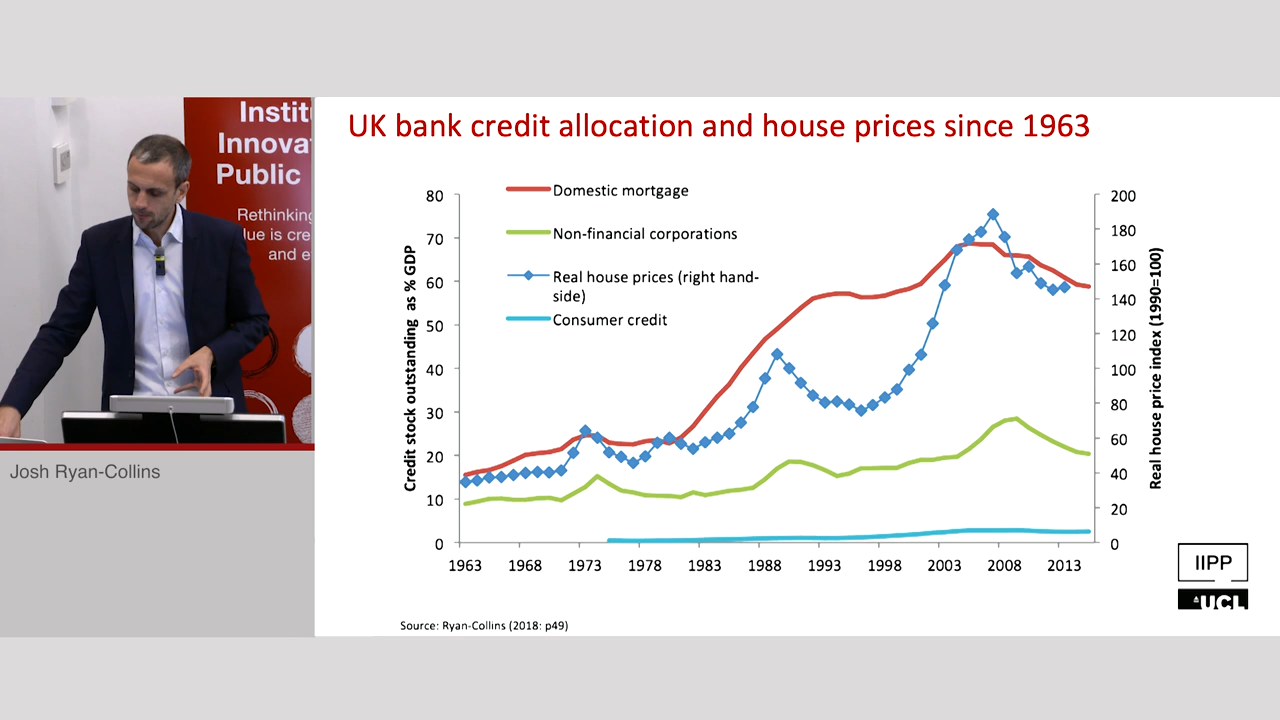 Instit
Innova
Public
Rethinking
lue is cre
and e
Josh Ryan-Collins
UK bank credit allocation and house prices since 1963
Domestic mortgage
Non-financial corporations
Real house prices (right hand-
side)
Consumer credit
Credit stock outstanding as % GDP
80
70
60
50
40
30
20
10
0
200
180
160
140
120
100
80
60
40
20
0
Real house price index (1990=100)
1963 1968 1973 1978 1983 1988 1993 1998 2003 2008 2013
Source: Ryan-Collins (2018: p49)
IIPP
UCL